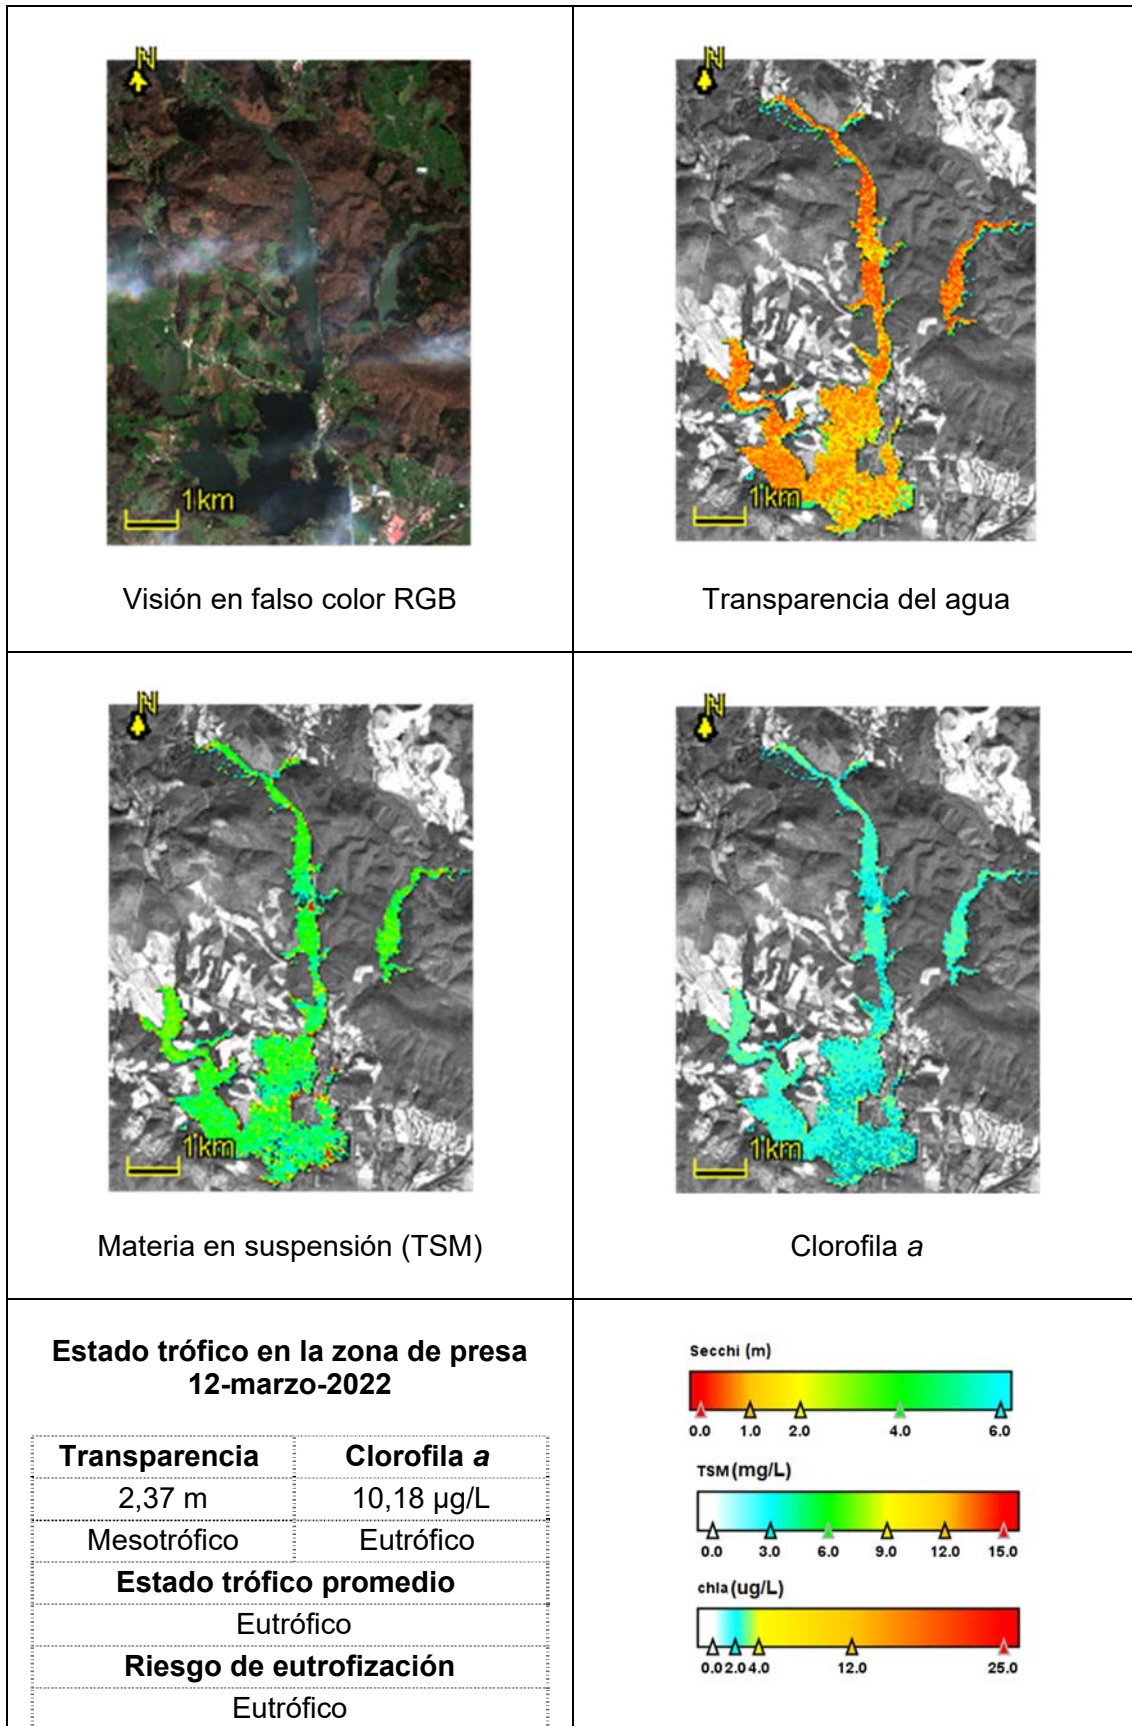 N
1km
Visión en falso color RGB
N
1km
Transparencia del agua
N
1km
Materia en suspensión (TSM)
N
1km
Clorofila a
Estado trófico en la zona de presa
12-marzo-2022
Transparencia Clorofila a
2,37 m 10,18 µg/L
Mesotrófico Eutrófico
Estado trófico promedio
Eutrófico
Riesgo de eutrofización
Eutrófico
Secchi (m)
0.0 1.0 2.0 4.0 6.0
TSM (mg/L)
0.0 3.0 6.0 9.0 12.0 15.0
chla (ug/L)
0.0 2.0 4.0 12.0 25.0